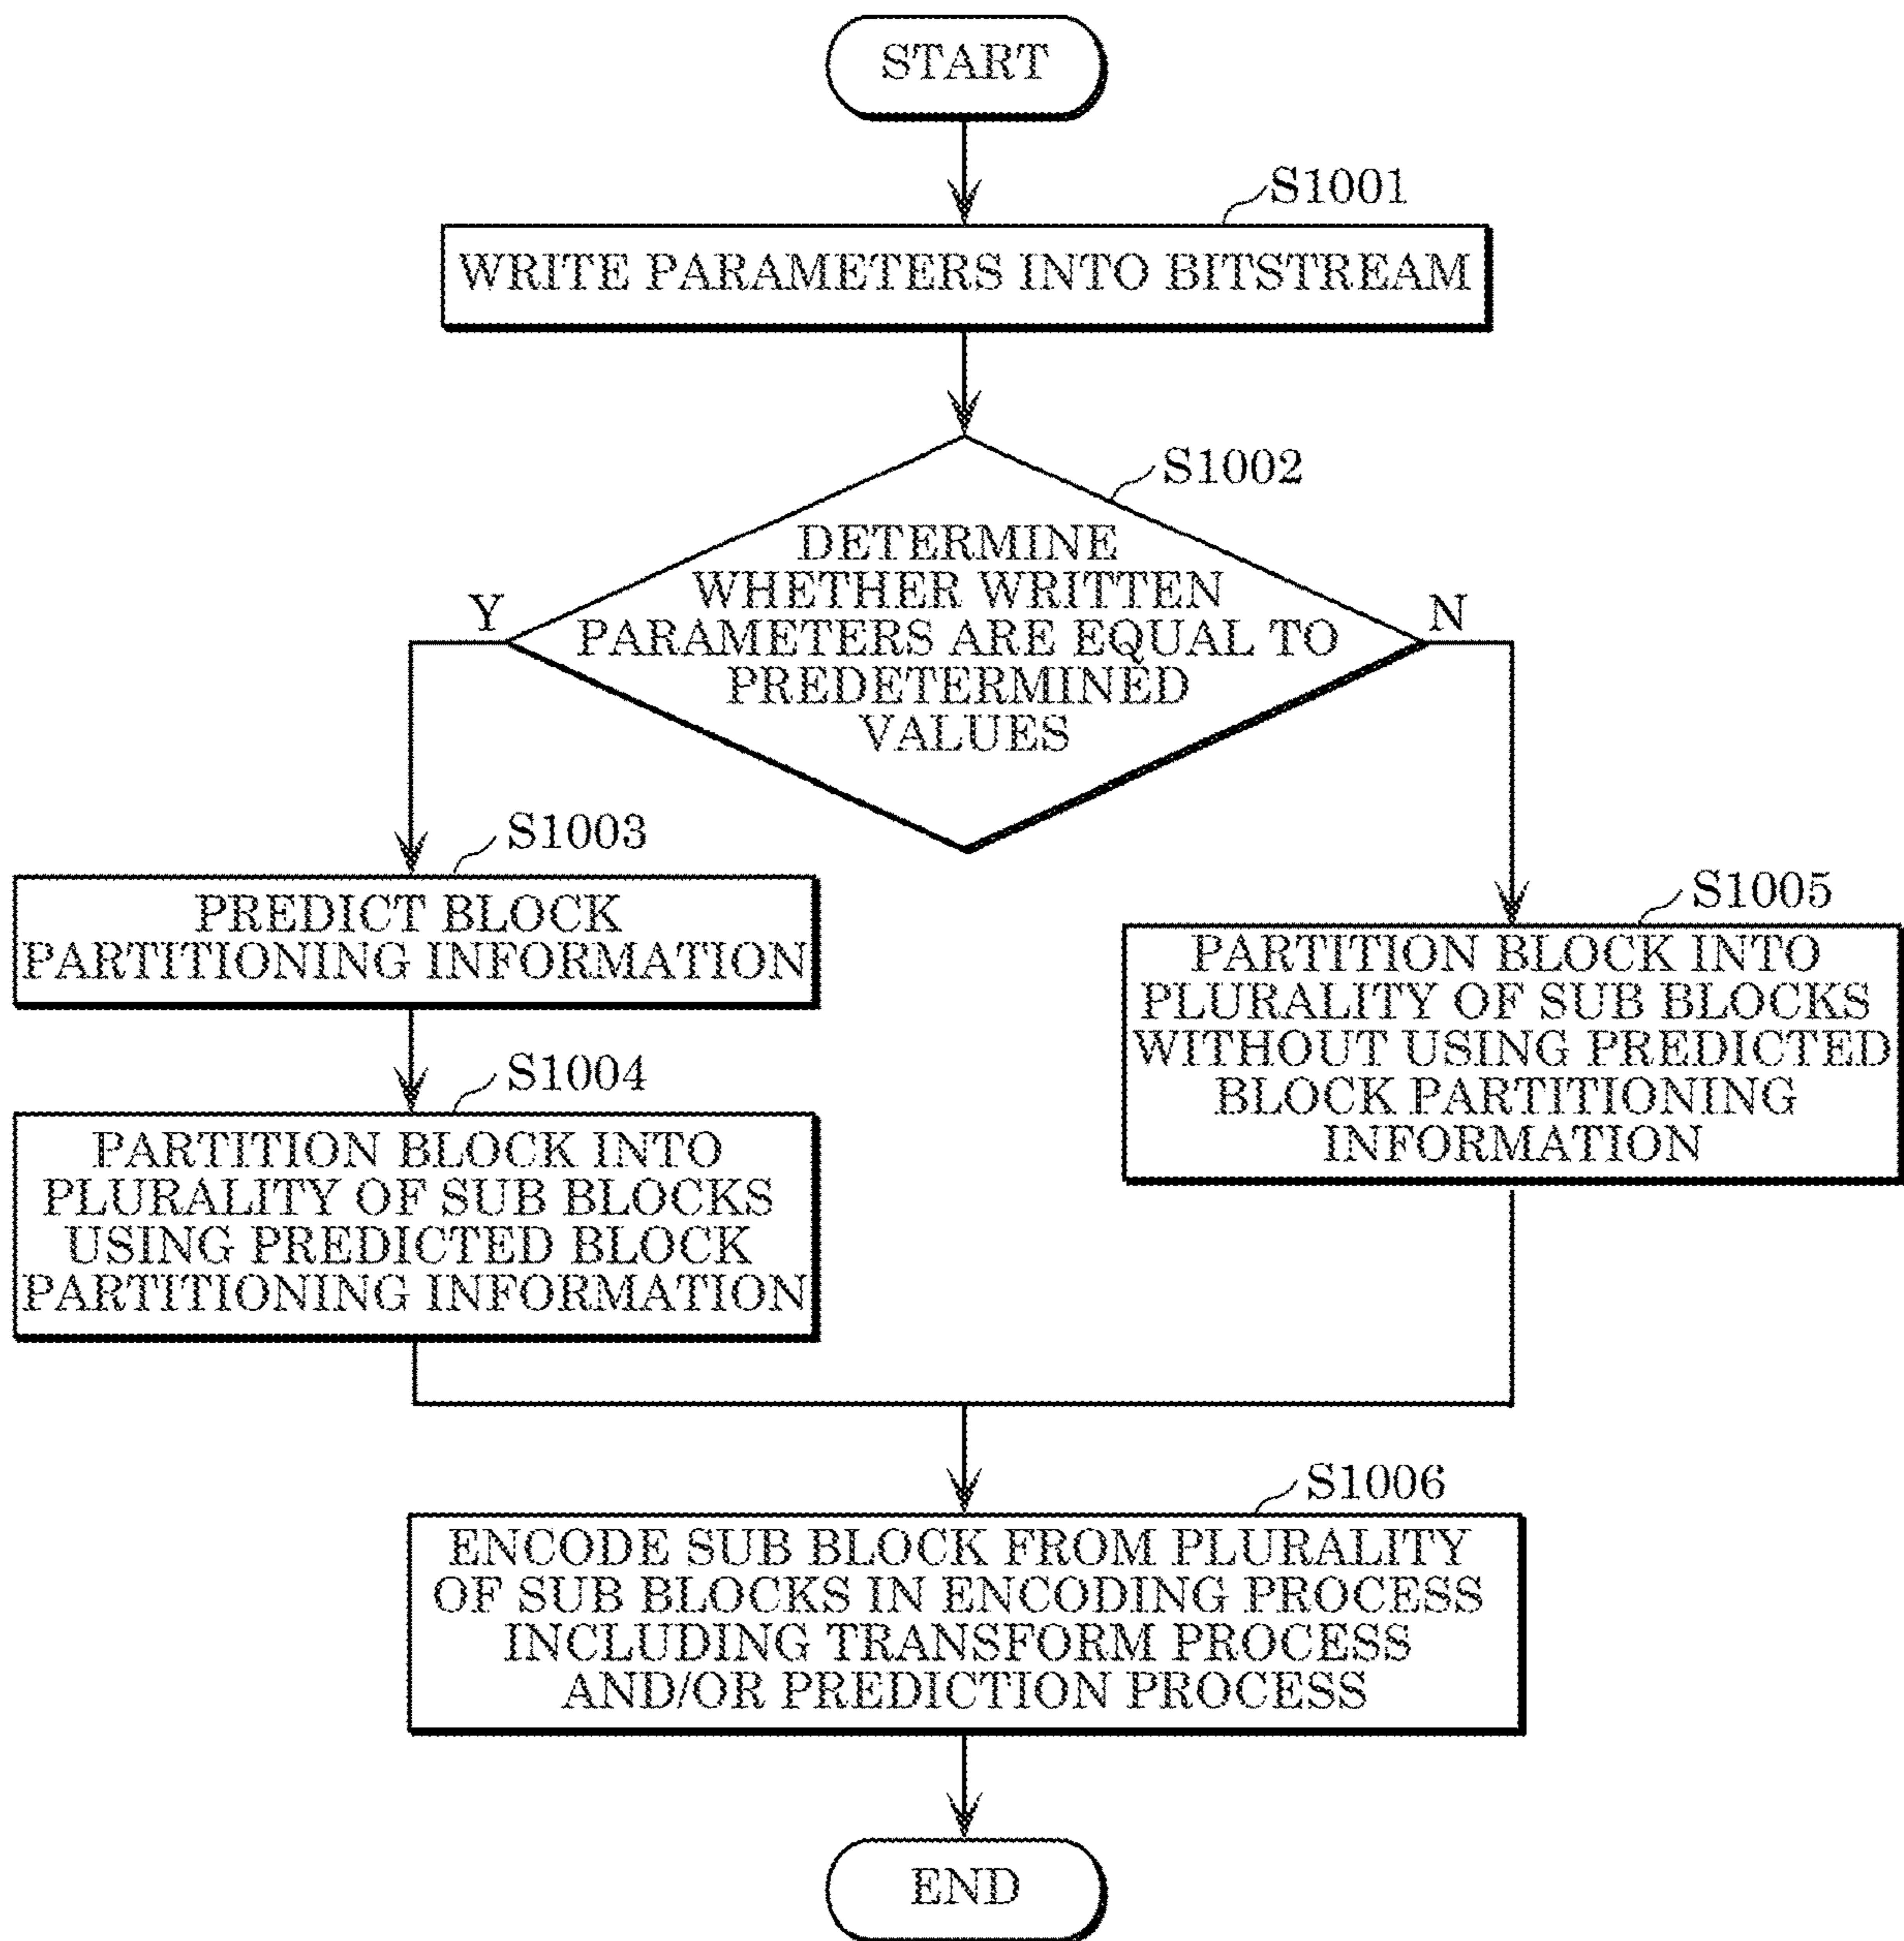 START
S1001
WRITE PARAMETERS INTO BITSTREAM
S1002
DETERMINE
WHETHER WRITTEN
PARAMETERS ARE EQUAL TO
PREDETERMINED
VALUES
Y
N
S1003
PREDICT BLOCK
PARTITIONING INFORMATION
S1004
PARTITION BLOCK INTO
PLURALITY OF SUB BLOCKS
USING PREDICTED BLOCK
PARTITIONING INFORMATION
S1005
PARTITION BLOCK INTO
PLURALITY OF SUB BLOCKS
WITHOUT USING PREDICTED
BLOCK PARTITIONING
INFORMATION
S1006
ENCODE SUB BLOCK FROM PLURALITY
OF SUB BLOCKS IN ENCODING PROCESS
INCLUDING TRANSFORM PROCESS
AND/OR PREDICTION PROCESS
END